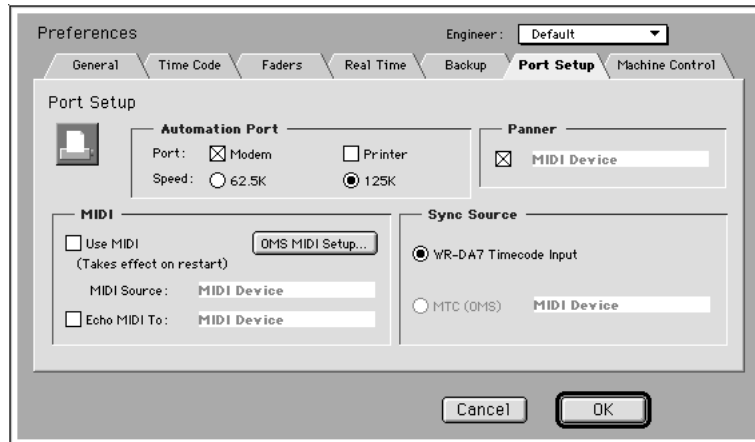 Preferences
Engineer: Default
General Time Code Faders Real Time Backup Port Setup Machine Control
Port Setup
Automation Port
Port: Modem Printer
Speed: 62.5K 125K
Panner
MIDI Device
MIDI
Use MIDI OMS MIDI Setup...
(Takes effect on restart)
MIDI Source: MIDI Device
Echo MIDI To: MIDI Device
Sync Source
WR-DA7 Timecode Input
MTC (OMS) MIDI Device
Cancel OK